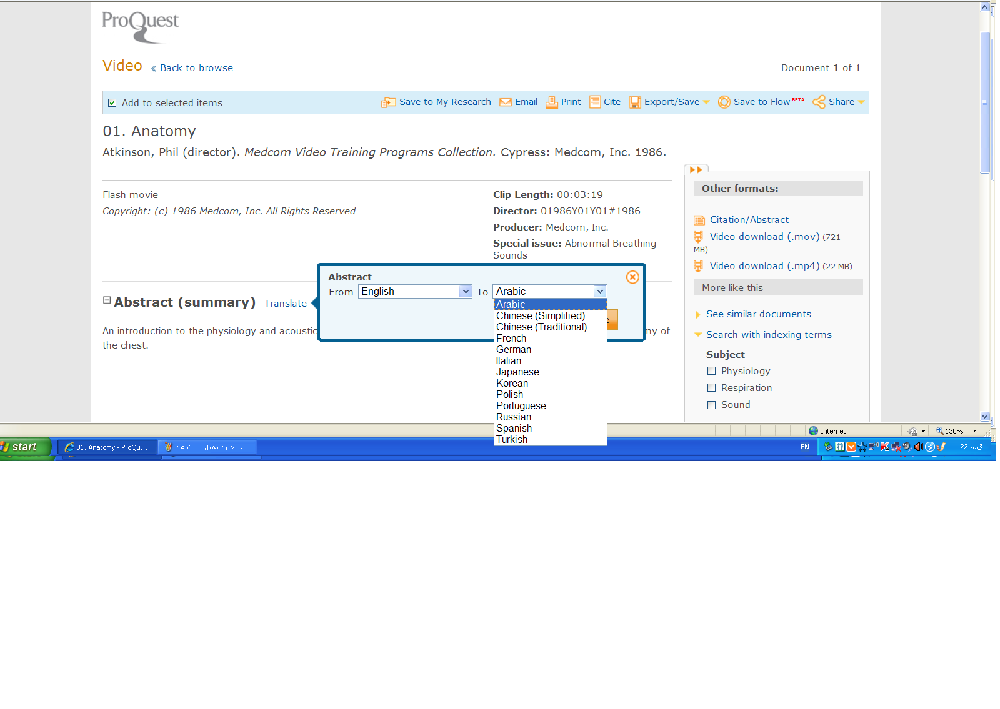 ProQuest
Video Back to browse
Document 1 of 1
Add to selected items
Save to My Research Email Print Cite Export/Save Save to Flow BETA Share
01. Anatomy
Atkinson, Phil (director). Medcom Video Training Programs Collection. Cypress: Medcom, Inc. 1986.
Flash movie
Copyright: (c) 1986 Medcom, Inc. All Rights Reserved
Clip Length: 00:03:19
Director: 01986Y01Y01#1986
Producer: Medcom, Inc.
Special issue: Abnormal Breathing
Sounds
Abstract (summary) Translate
An introduction to the physiology and acoustic
my of
the chest.
Abstract
From English To Arabic
Arabic
Chinese (Simplified)
Chinese (Traditional)
French
German
Italian
Japanese
Korean
Polish
Portuguese
Russian
Spanish
Turkish
Other formats:
Citation/Abstract
Video download (.mov) (721
MB)
Video download (.mp4) (22 MB)
More like this
See similar documents
Search with indexing terms
Subject
Physiology
Respiration
Sound
Internet
130%
start
01. Anatomy - ProQu...
ذخیره ایمیل پرینت وید...
EN
11:22 ق.ظ